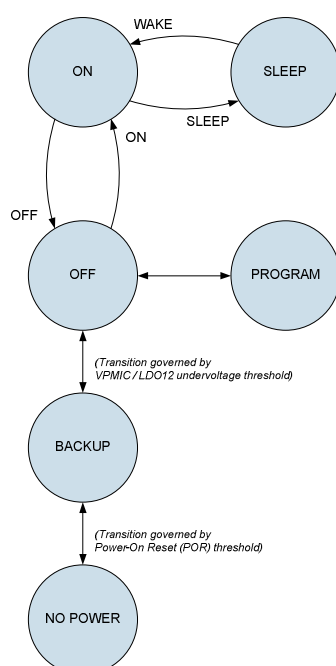 WAKE
ON
SLEEP
SLEEP
ON
OFF
OFF
PROGRAM
(Transition governed by
VPMIC / LDO12 undervoltage threshold)
BACKUP
(Transition governed by
Power-On Reset (POR) threshold)
NO POWER